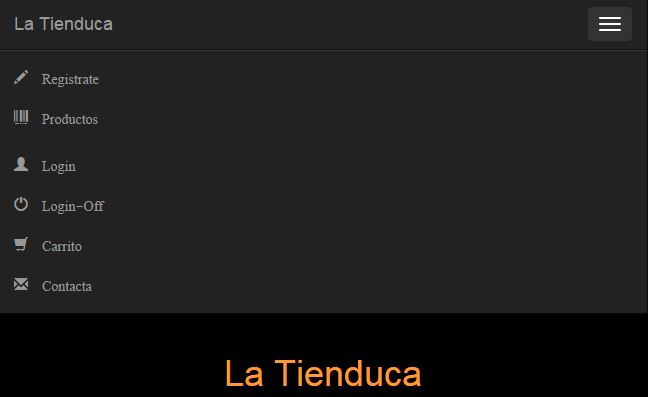 La Tienduca
Registrate
Productos
Login
Login-Off
Carrito
Contacta
La Tienduca